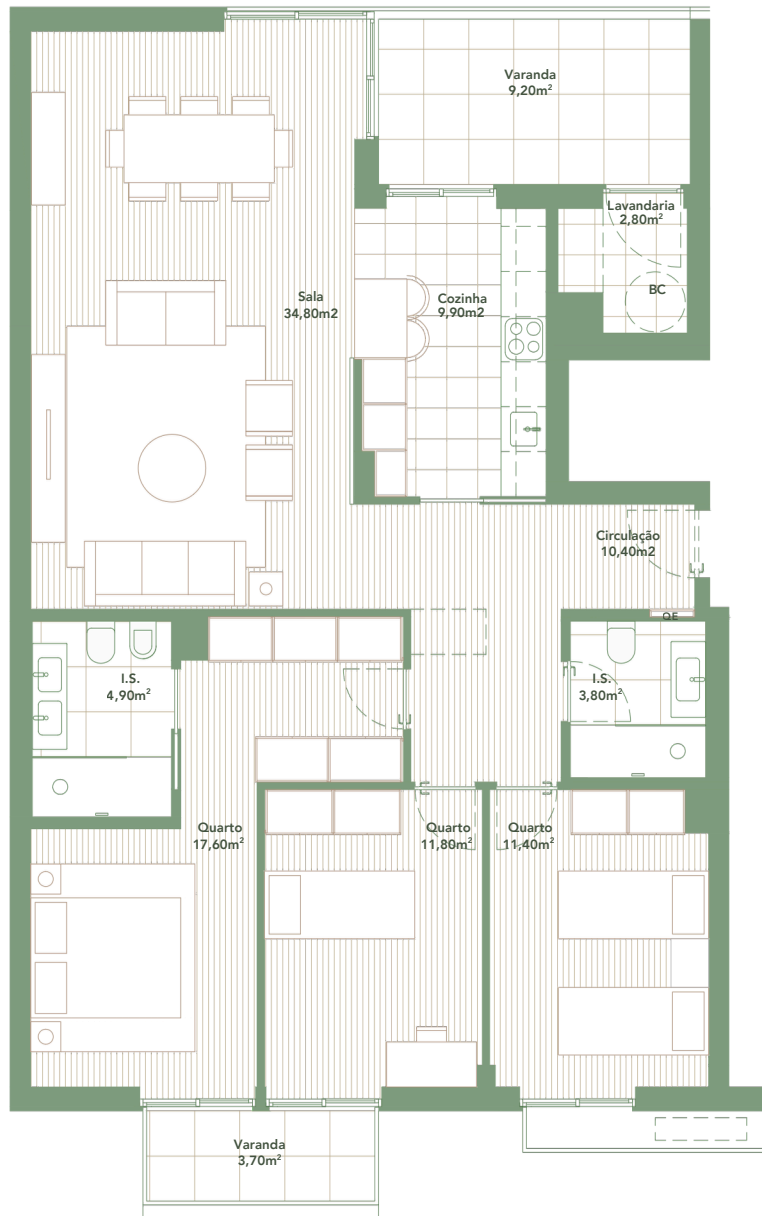 Varanda
9,20m²
Lavandaria
2,80m²
BC
Sala
34,80m2
Cozinha
9,90m2
Circulação
10,40m2
QE
I.S.
4,90m²
I.S.
3,80m²
Quarto
17,60m²
Quarto
11,80m²
Quarto
11,40m²
Varanda
3,70m²